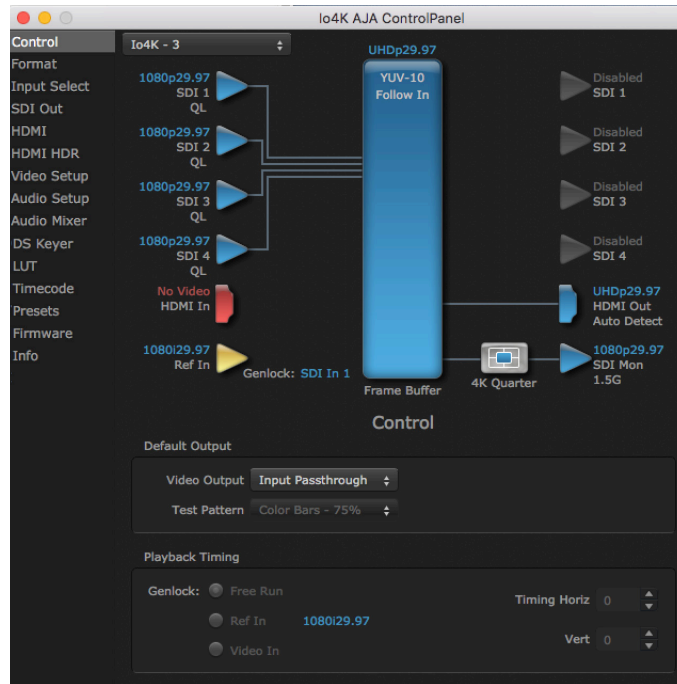 Io4K AJA ControlPanel
Control
Format
Input Select
SDI Out
HDMI
HDMI HDR
Video Setup
Audio Setup
Audio Mixer
DS Keyer
LUT
Timecode
Presets
Firmware
Info
Io4K - 3
UHDp29.97
YUV-10
Follow In
1080p29.97
SDI 1
QL
1080p29.97
SDI 2
QL
1080p29.97
SDI 3
QL
1080p29.97
SDI 4
QL
No Video
HDMI In
1080i29.97
Ref In
Genlock: SDI In 1
Frame Buffer
Disabled
SDI 1
Disabled
SDI 2
Disabled
SDI 3
Disabled
SDI 4
UHDp29.97
HDMI Out
Auto Detect
4K Quarter
1080p29.97
SDI Mon
1.5G
Control
Default Output
Video Output Input Passthrough
Test Pattern Color Bars - 75%
Playback Timing
Genlock: Free Run
Ref In 1080i29.97
Video In
Timing Horiz 0
Vert 0